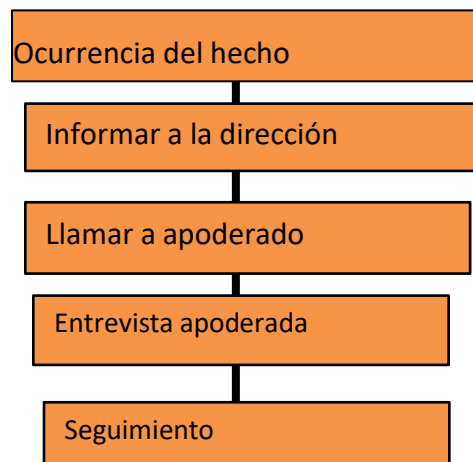 Ocurrencia del hecho
Informar a la dirección
Llamar a apoderado
Entrevista apoderada
Seguimiento